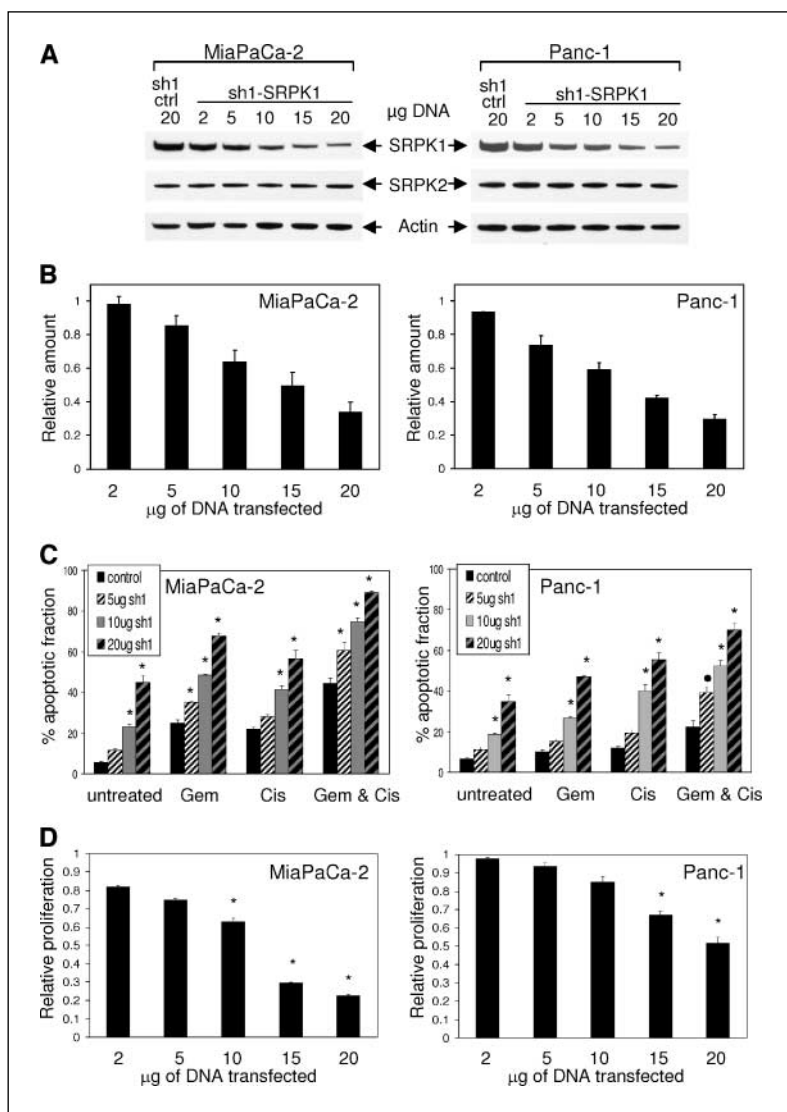 A
MiaPaCa-2
Panc-1
sh1
ctrl
20
sh1-SRPK1
2 5 10 15 20
µg DNA
sh1
ctrl
20
sh1-SRPK1
2 5 10 15 20
SRPK1
SRPK2
Actin
B
MiaPaCa-2
Relative amount
1
0.8
0.6
0.4
0.2
0
2 5 10 15 20
µg of DNA transfected
Panc-1
Relative amount
1
0.8
0.6
0.4
0.2
0
2 5 10 15 20
µg of DNA transfected
C
MiaPaCa-2
% apoptotic fraction
100
80
60
40
20
0
control
5ug sh1
10ug sh1
20ug sh1
* * * * * * * * * * *
untreated Gem Cis Gem & Cis
Panc-1
% apoptotic fraction
100
80
60
40
20
0
control
5ug sh1
10ug sh1
20ug sh1
* * * * * * ● * *
untreated Gem Cis Gem & Cis
D
MiaPaCa-2
Relative proliferation
1
0.9
0.8
0.7
0.6
0.5
0.4
0.3
0.2
0.1
0
* * *
2 5 10 15 20
µg of DNA transfected
Panc-1
Relative proliferation
1
0.9
0.8
0.7
0.6
0.5
0.4
0.3
0.2
0.1
0
* *
2 5 10 15 20
µg of DNA transfected